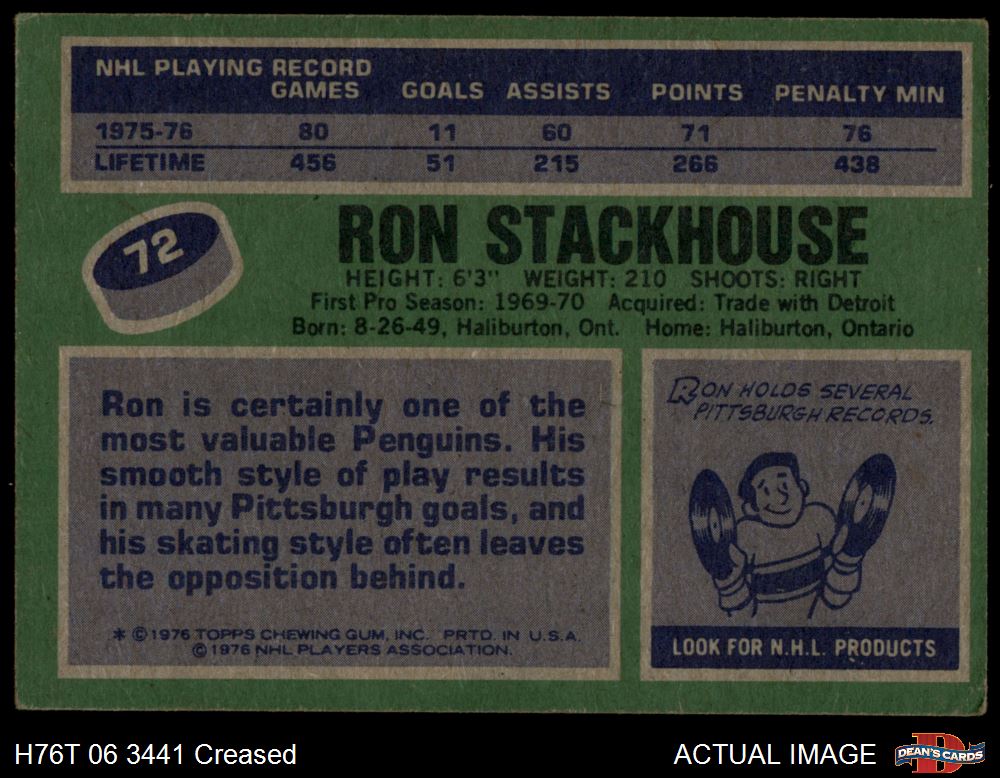 NHL PLAYING RECORD
GAMES GOALS ASSISTS POINTS PENALTY MIN
1975-76 80 11 60 71 76
LIFETIME 456 51 215 266 438
72
RON STACKHOUSE
HEIGHT: 6'3" WEIGHT: 210 SHOOTS: RIGHT
First Pro Season: 1969-70 Acquired: Trade with Detroit
Born: 8-26-49, Haliburton, Ont. Home: Haliburton, Ontario
Ron is certainly one of the
most valuable Penguins. His
smooth style of play results
in many Pittsburgh goals, and
his skating style often leaves
the opposition behind.
* © 1976 TOPPS CHEWING GUM, INC. PRTD. IN U.S.A.
© 1976 NHL PLAYERS ASSOCIATION.
RON HOLDS SEVERAL
PITTSBURGH RECORDS.
LOOK FOR N.H.L. PRODUCTS
H76T 06 3441 Creased
ACTUAL IMAGE
D
DEAN'S CARDS